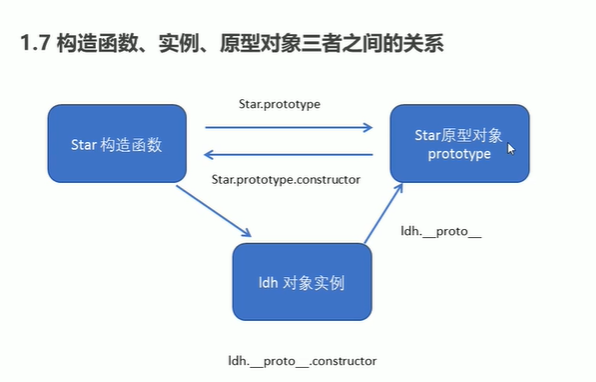 1.7 构造函数、实例、原型对象三者之间的关系
Star.prototype
Star 构造函数
Star原型对象
prototype
Star.prototype.constructor
ldh.__proto__
ldh 对象实例
ldh.__proto__.constructor